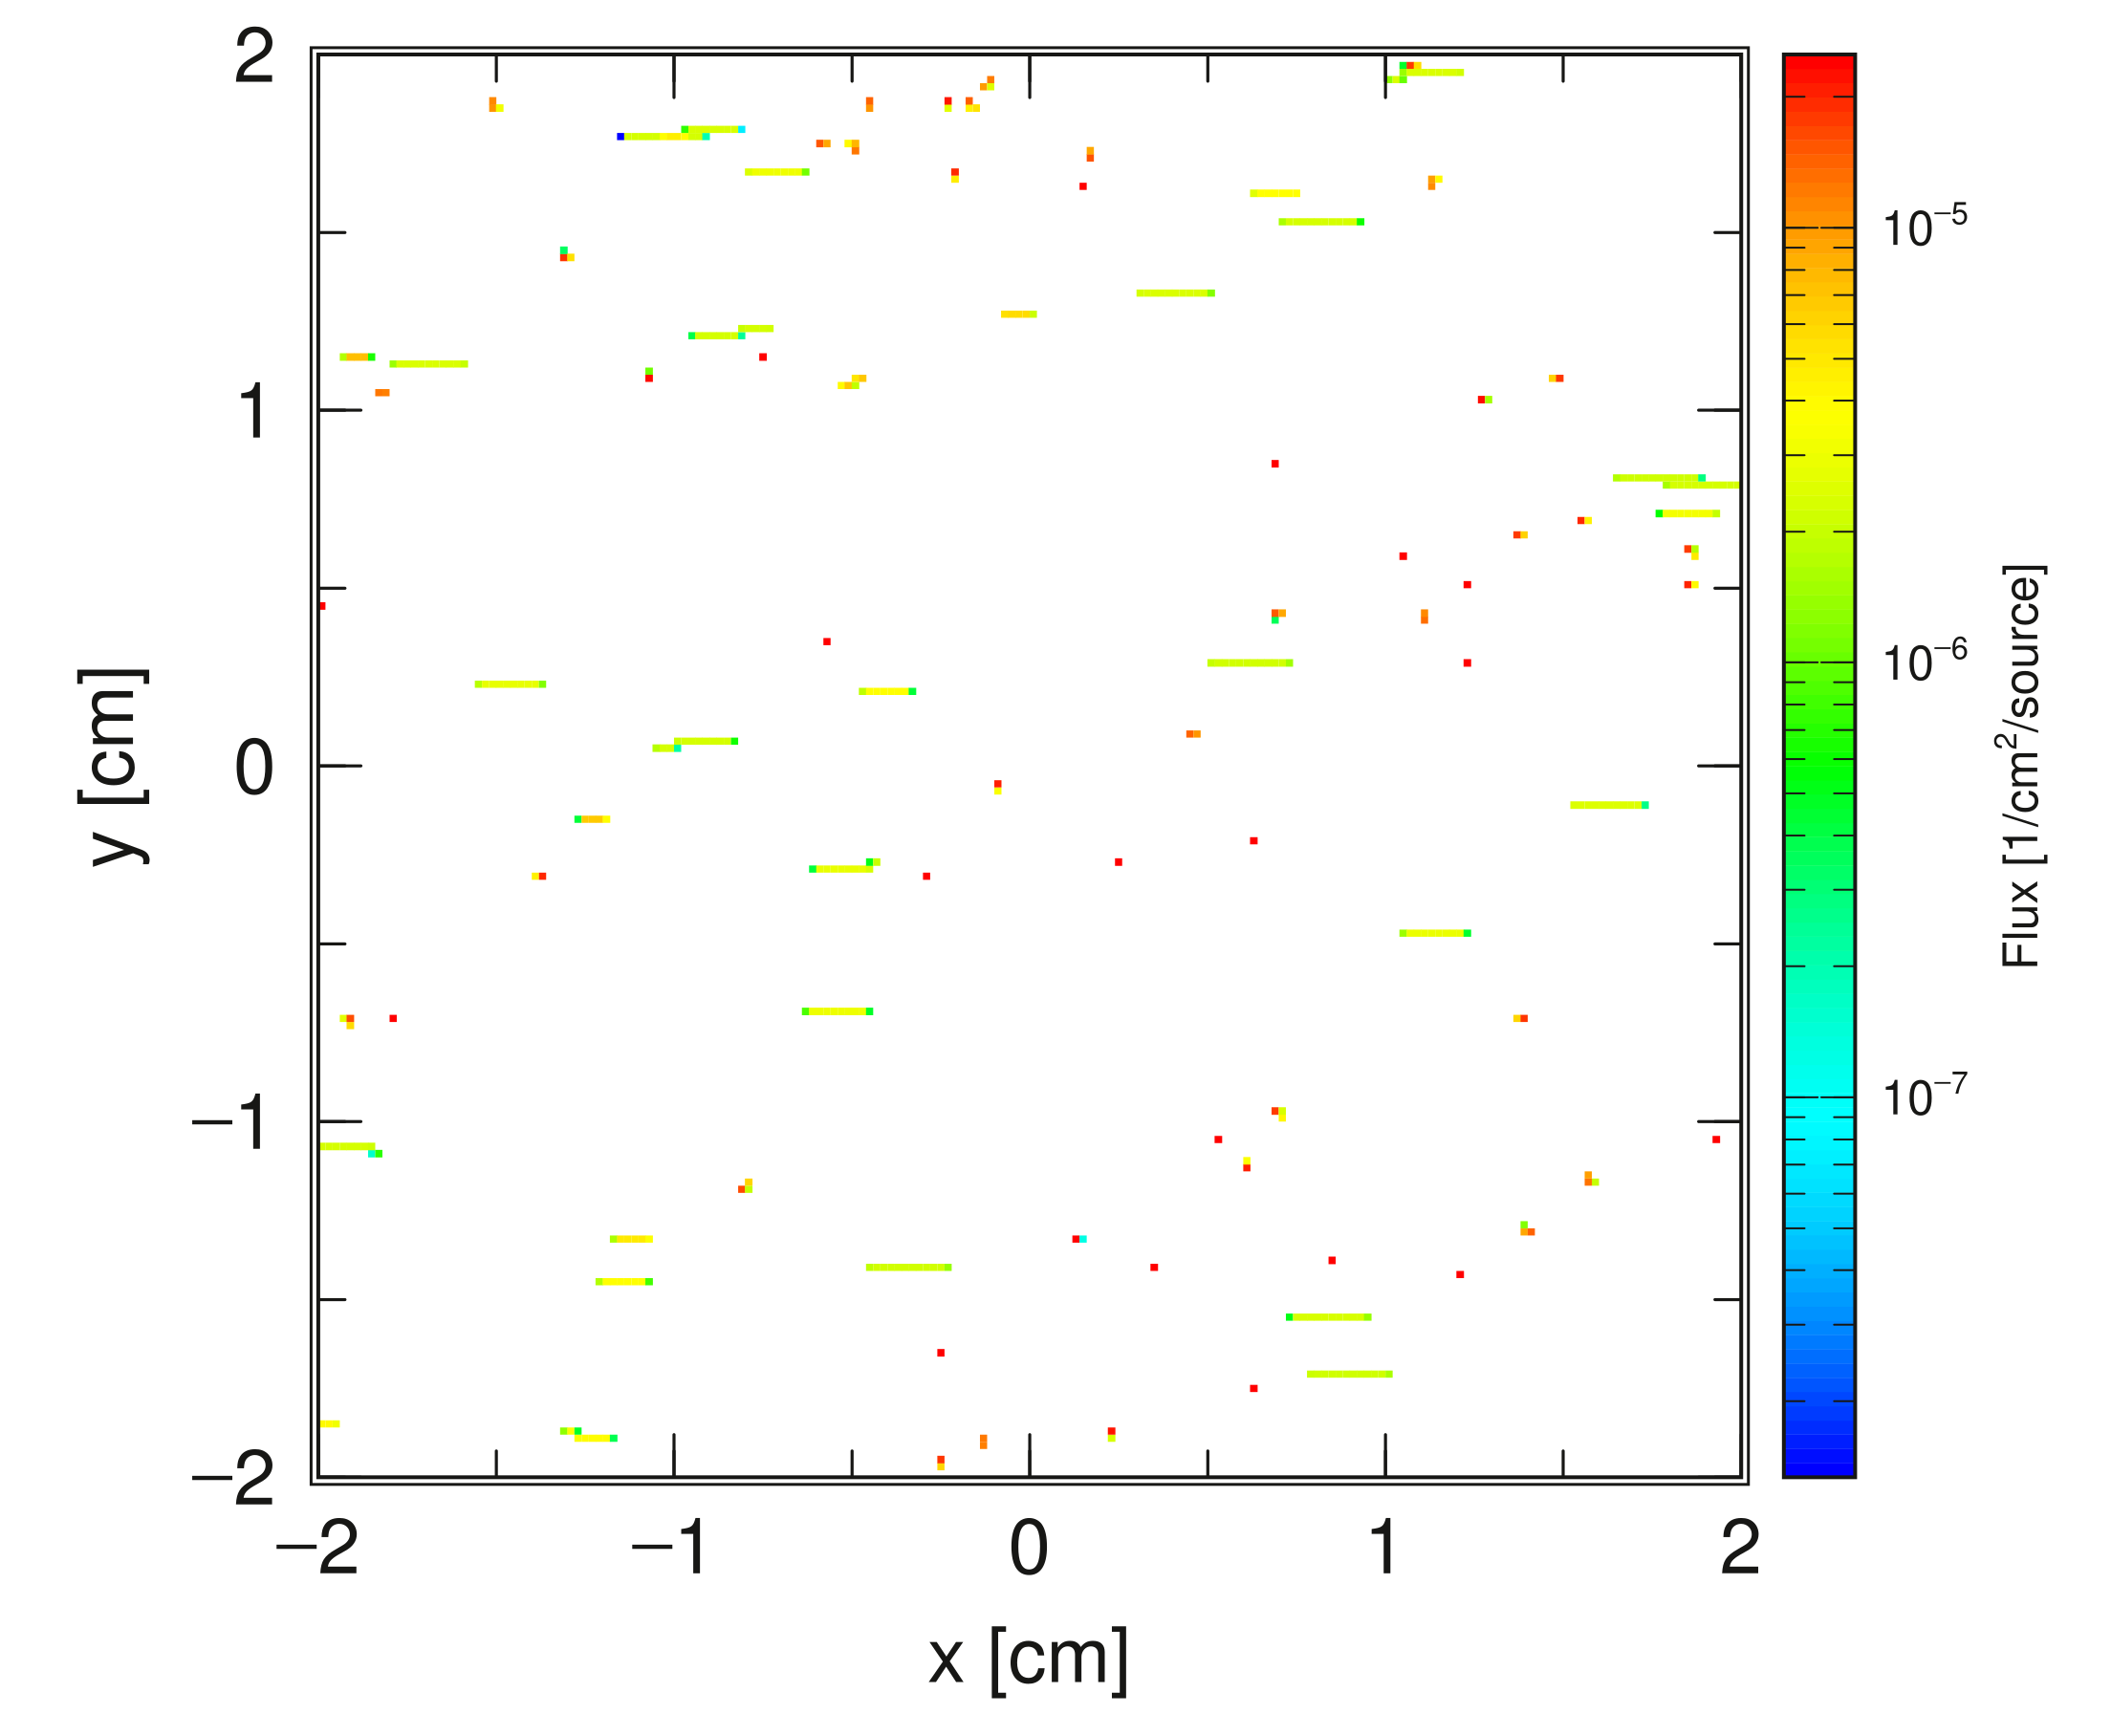 2
1
0
−1
−2
y [cm]
−2 −1 0 1 2
x [cm]
10⁻⁵
10⁻⁶
10⁻⁷
Flux [1/cm²/source]